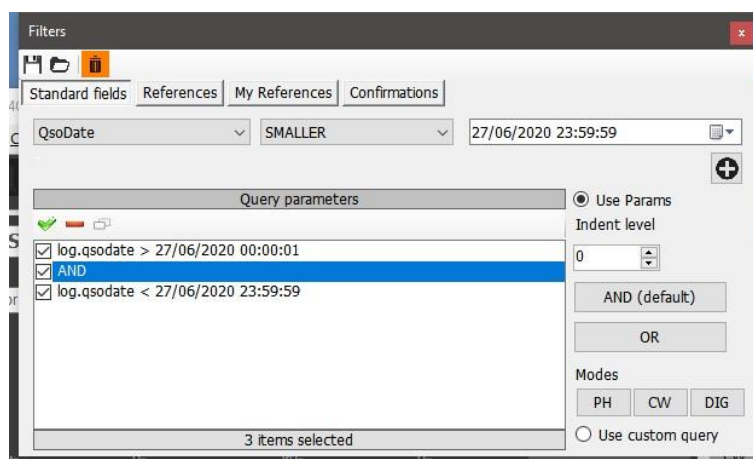 Filters
x
Standard fields References My References Confirmations
QsoDate SMALLER 27/06/2020 23:59:59
Query parameters
Use Params
Indent level
log.qsodate > 27/06/2020 00:00:01
0
AND
log.qsodate < 27/06/2020 23:59:59
AND (default)
OR
Modes
PH CW DIG
3 items selected
Use custom query